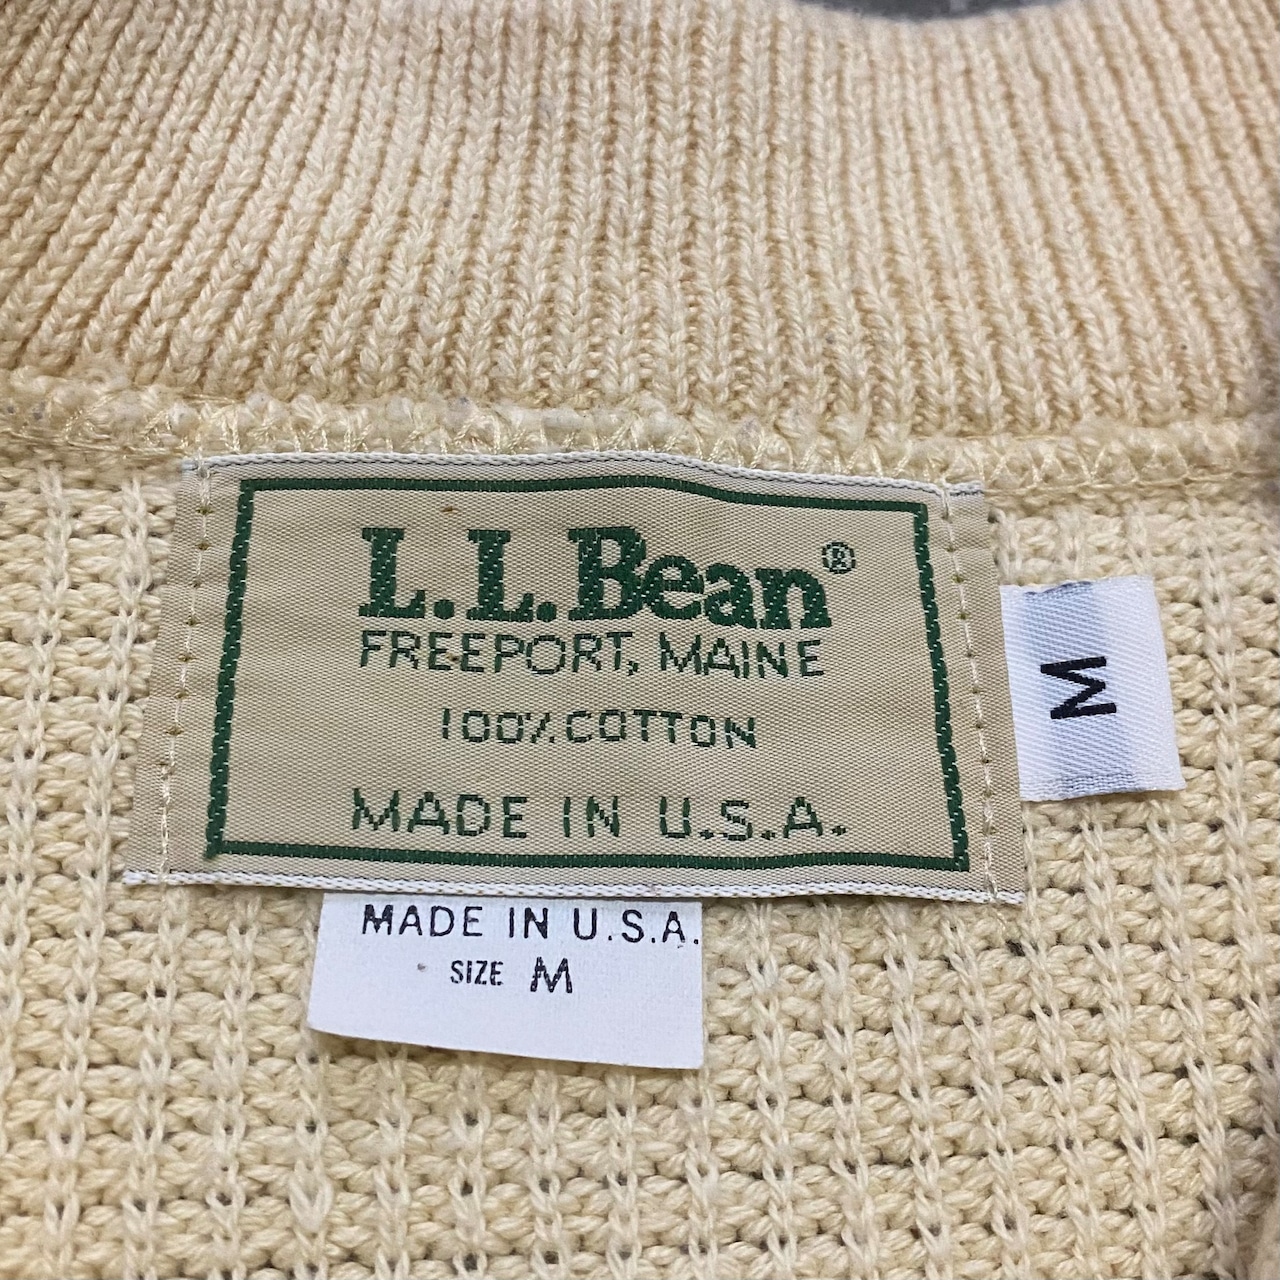 L.L.Bean®
FREEPORT, MAINE
100% COTTON
MADE IN U.S.A.
M
MADE IN U.S.A.
SIZE M